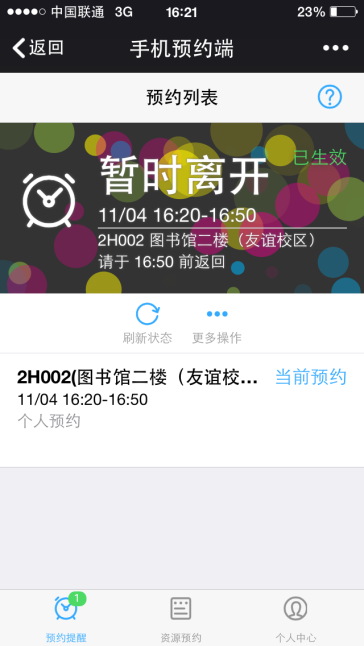 中国联通 3G 16:21 23%
返回 手机预约端
预约列表
已生效
暂时离开
11/04 16:20-16:50
2H002 图书馆二楼（友谊校区）
请于 16:50 前返回
刷新状态 更多操作
2H002(图书馆二楼（友谊校... 当前预约
11/04 16:20-16:50
个人预约
1
预约提醒 资源预约 个人中心